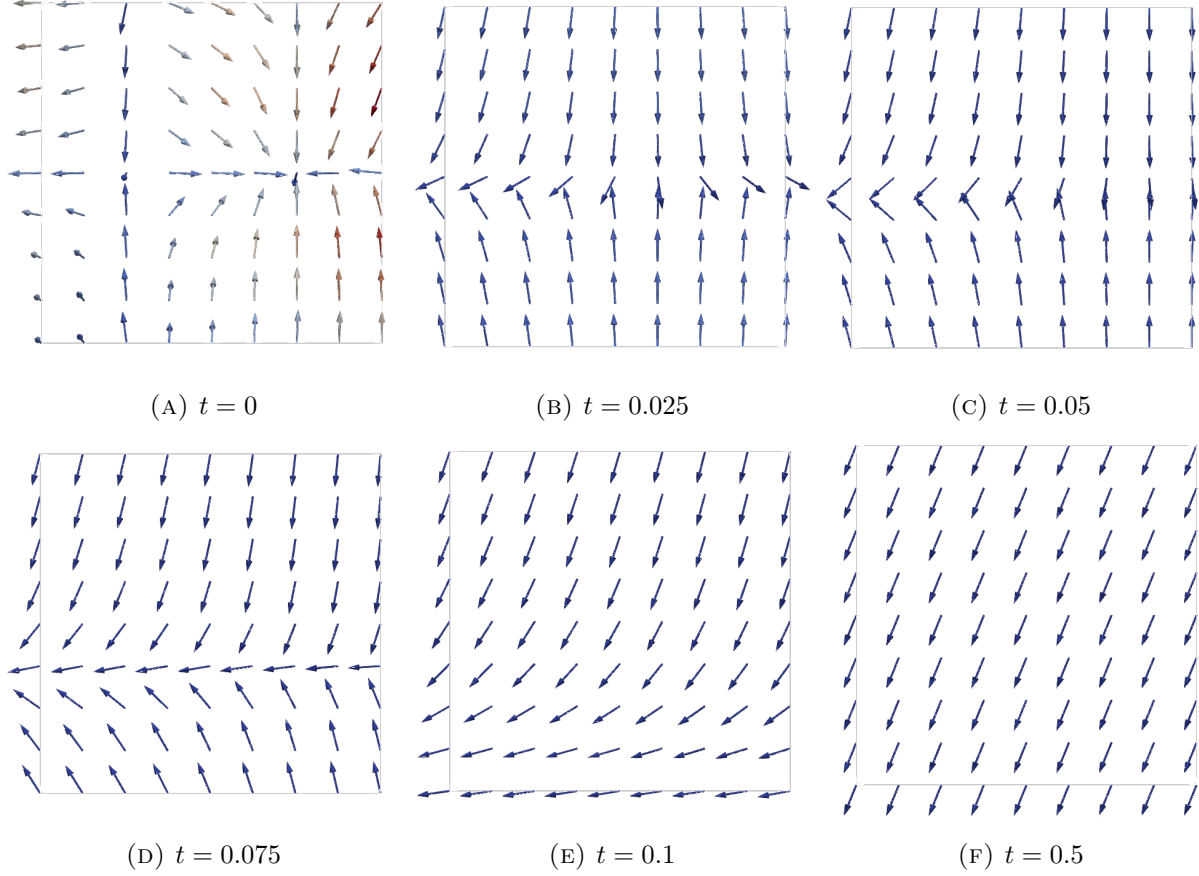 (A) t = 0
(B) t = 0.025
(C) t = 0.05
(D) t = 0.075
(E) t = 0.1
(F) t = 0.5